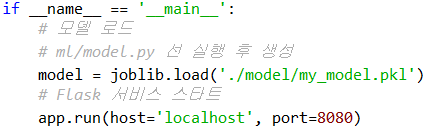 if __name__ == '__main__':
    # 모델 로드
    # ml/model.py 선 실행 후 생성
    model = joblib.load('./model/my_model.pkl')
    # Flask 서비스 스타트
    app.run(host='localhost', port=8080)